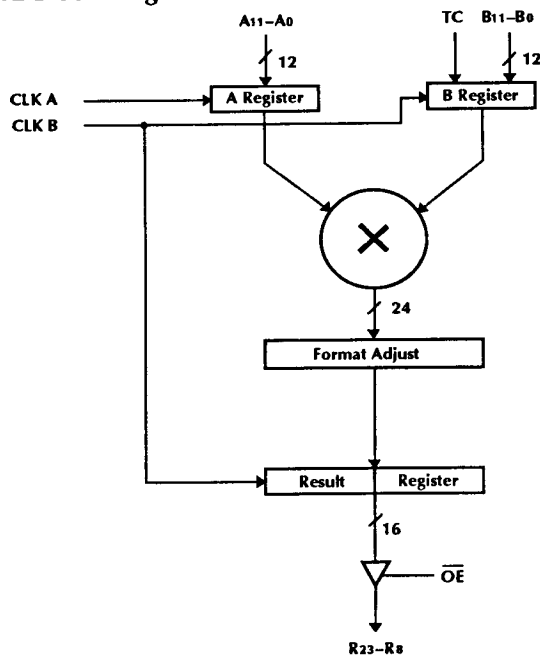 A11–A0 TC B11–B0
12 12
CLK A A Register B Register
CLK B
24
Format Adjust
Result Register
16
OE
R23–R8